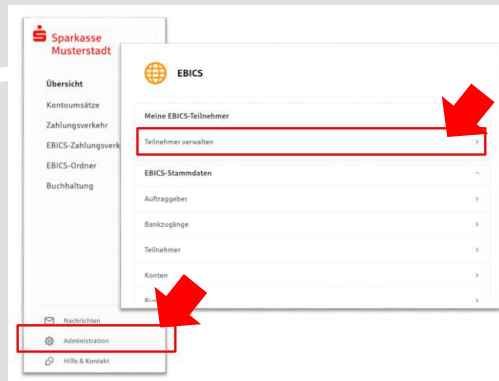 Sparkasse
Musterstadt
Übersicht
Kontoumsätze
Zahlungsverkehr
EBICS-Zahlungsverk
EBICS-Ordner
Buchhaltung
Nachrichten
Administration
Hilfe & Kontakt
EBICS
Meine EBICS-Teilnehmer
Teilnehmer verwalten
EBICS-Stammdaten
Auftraggeber
Bankzugänge
Teilnehmer
Konten